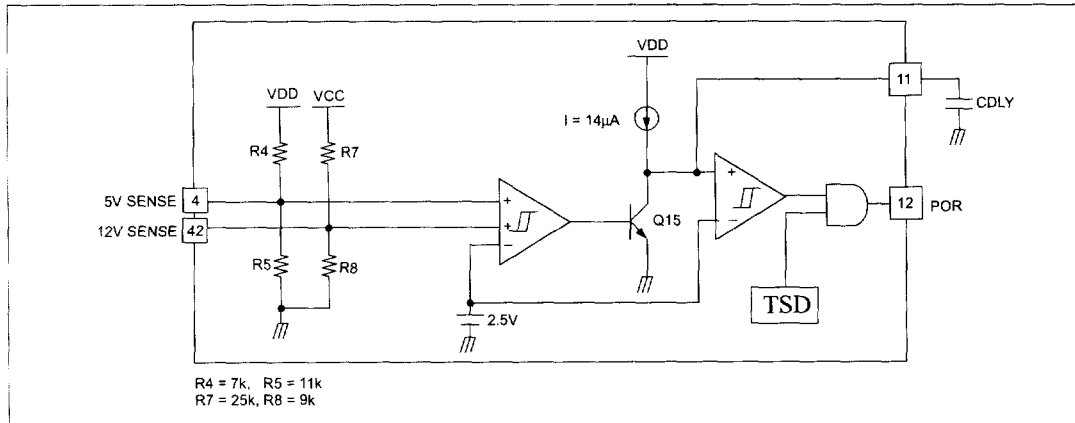 VDD
11
CDLY
VDD
VCC
I = 14μA
R4
R7
5V SENSE
4
12V SENSE
42
+
+
−
Q15
+
−
12
POR
R5
R8
2.5V
TSD
R4 = 7k, R5 = 11k
R7 = 25k, R8 = 9k